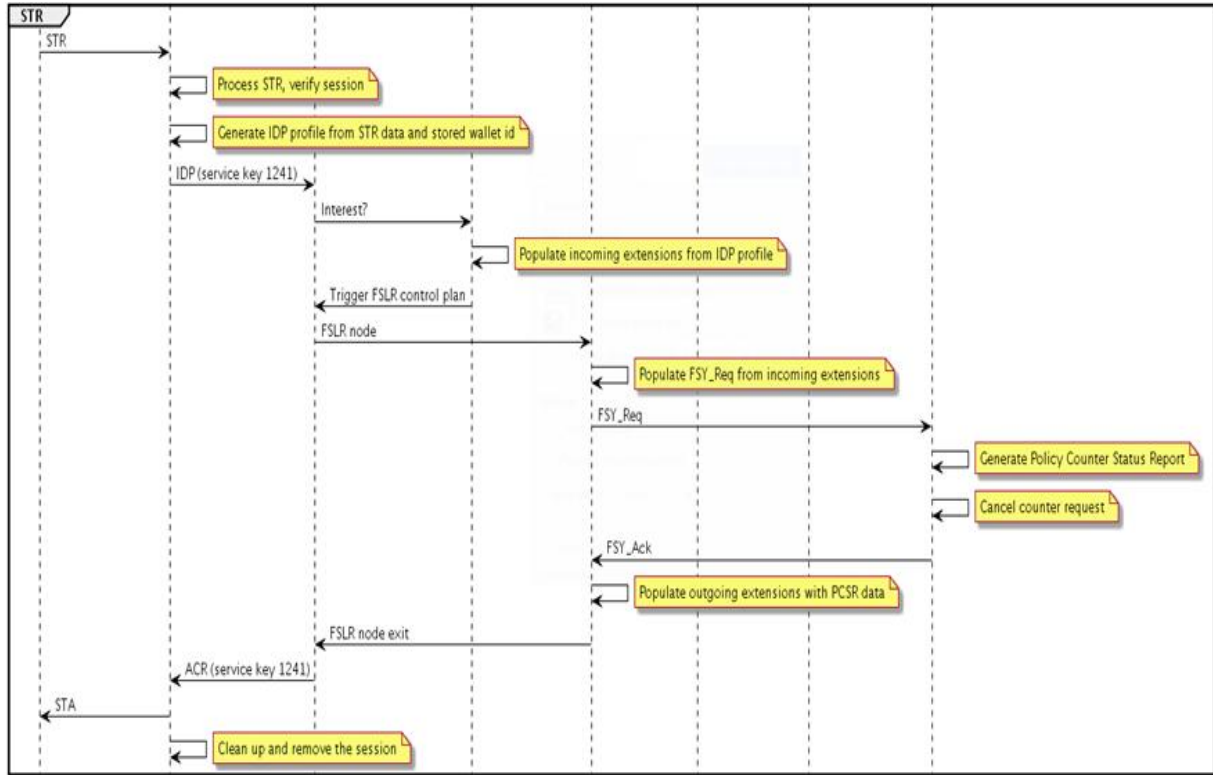 STR
STR
Process STR, verify session
Generate IDP profile from STR data and stored wallet id
IDP (service key 1241)
Interest?
Populate incoming extensions from IDP profile
Trigger FSLR control plan
FSLR node
Populate FSY_Req from incoming extensions
FSY_Req
Generate Policy Counter Status Report
Cancel counter request
FSY_Ack
Populate outgoing extensions with PCSR data
FSLR node exit
ACR (service key 1241)
STA
Clean up and remove the session